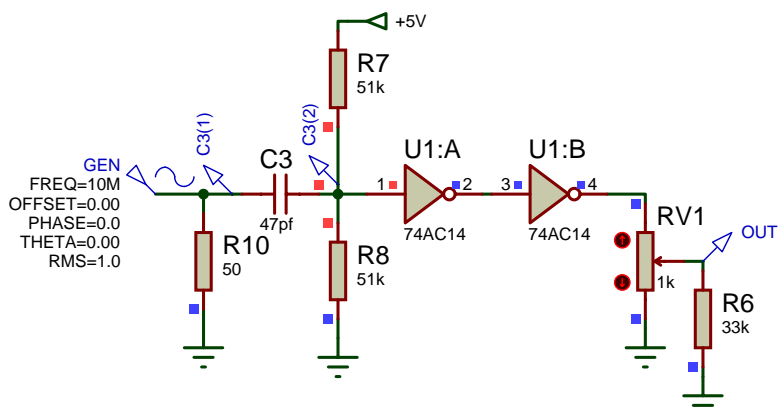 +5V
R7
51k
C3(1)
C3(2)
GEN
FREQ=10M
OFFSET=0.00
PHASE=0.0
THETA=0.00
RMS=1.0
C3
47pf
R10
50
R8
51k
U1:A
1
2
74AC14
U1:B
3
4
74AC14
RV1
1k
OUT
R6
33k